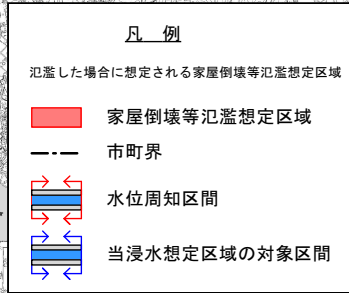 凡 例
氾濫した場合に想定される家屋倒壊等氾濫想定区域
家屋倒壊等氾濫想定区域
市町界
水位周知区間
当浸水想定区域の対象区間